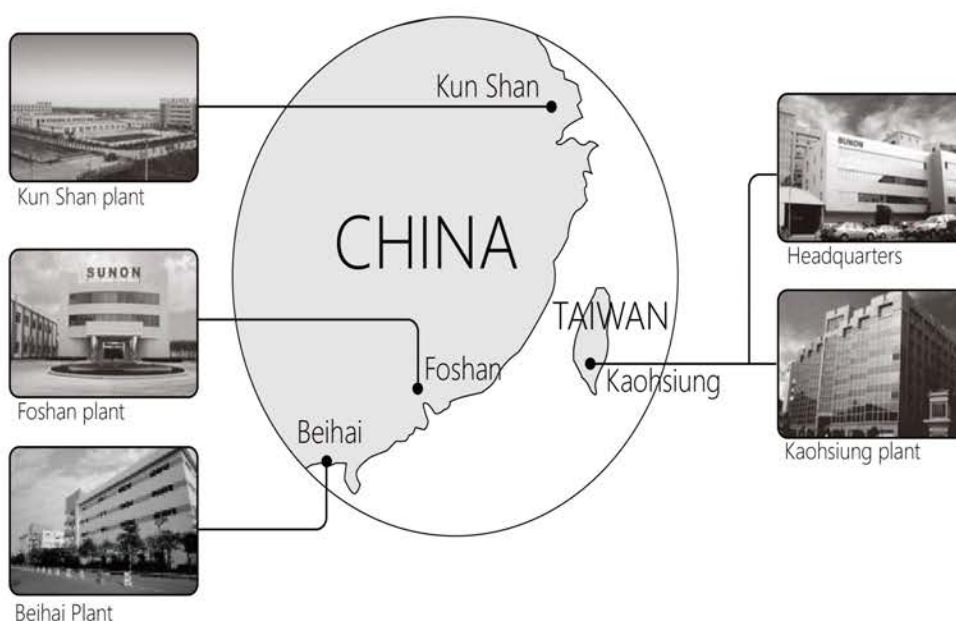 Kun Shan
Kun Shan plant
CHINA
SUNON
Foshan plant
Foshan
Beihai
Beihai Plant
TAIWAN
Kaohsiung
SUNON
Headquarters
Kaohsiung plant